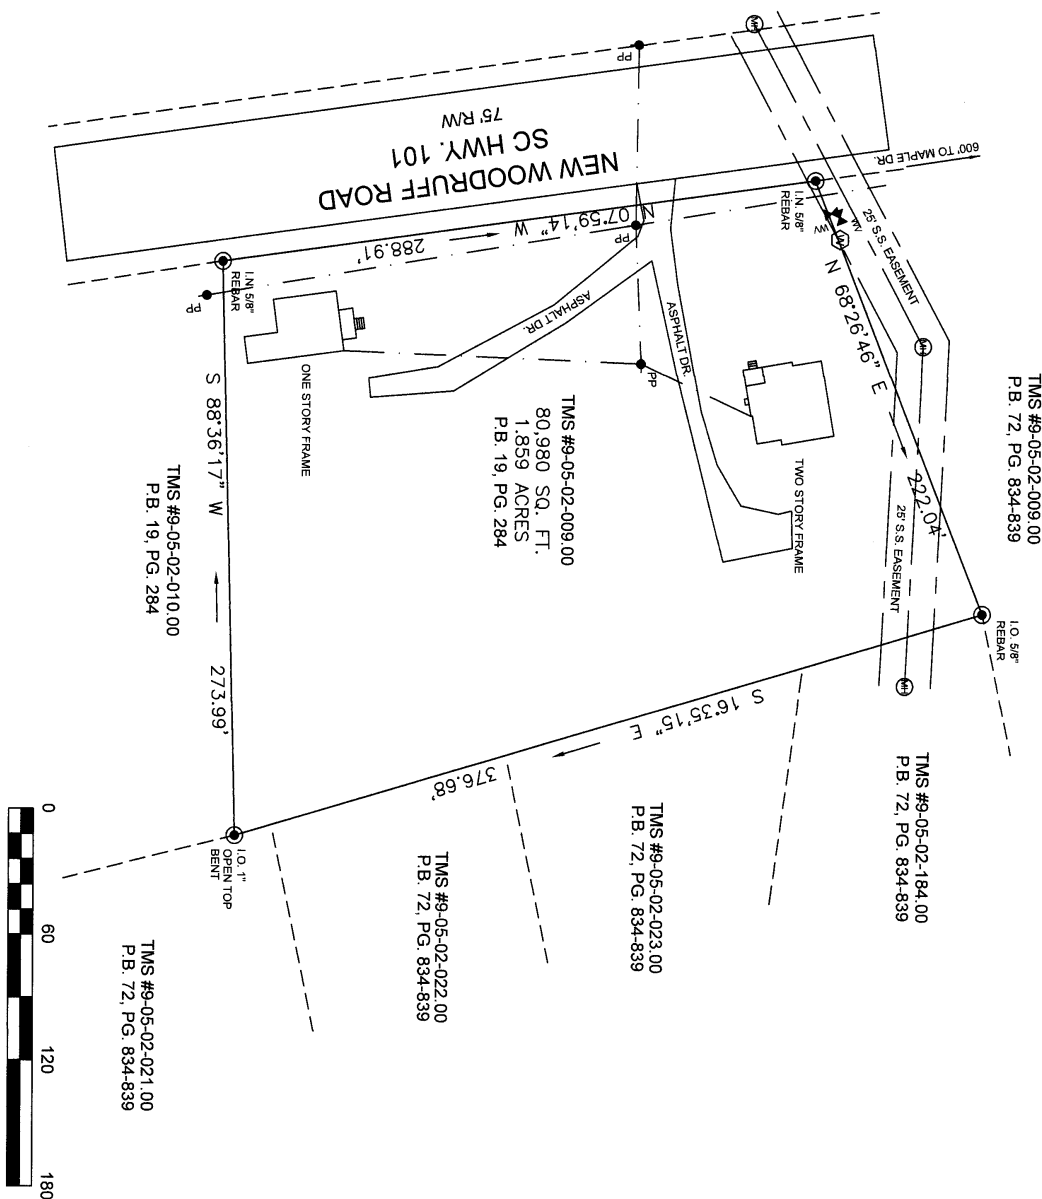 TMS #9-05-02-009.00
P.B. 72, PG. 834-839
600' TO MAPLE DR.
25' S.S. EASEMENT
25' S.S. EASEMENT
MH
MH
MH
WV
WV
W
I.N. 5/8"
REBAR
N 68°26'46" E
222.04'
I.O. 5/8"
REBAR
NEW WOODRUFF ROAD
SC HWY. 101
75' R/W
PP
PP
PP
PP
N 07°59'14" W
288.91'
I.N. 5/8"
REBAR
ASPHALT DR.
ASPHALT DR.
TWO STORY FRAME
ONE STORY FRAME
TMS #9-05-02-009.00
80,980 SQ. FT.
1.859 ACRES
P.B. 19, PG. 284
S 88°36'17" W
273.99'
TMS #9-05-02-010.00
P.B. 19, PG. 284
S 16°35'15" E
376.68'
I.O. 1"
OPEN TOP
BENT
TMS #9-05-02-184.00
P.B. 72, PG. 834-839
TMS #9-05-02-023.00
P.B. 72, PG. 834-839
TMS #9-05-02-022.00
P.B. 72, PG. 834-839
TMS #9-05-02-021.00
P.B. 72, PG. 834-839
0
60
120
180